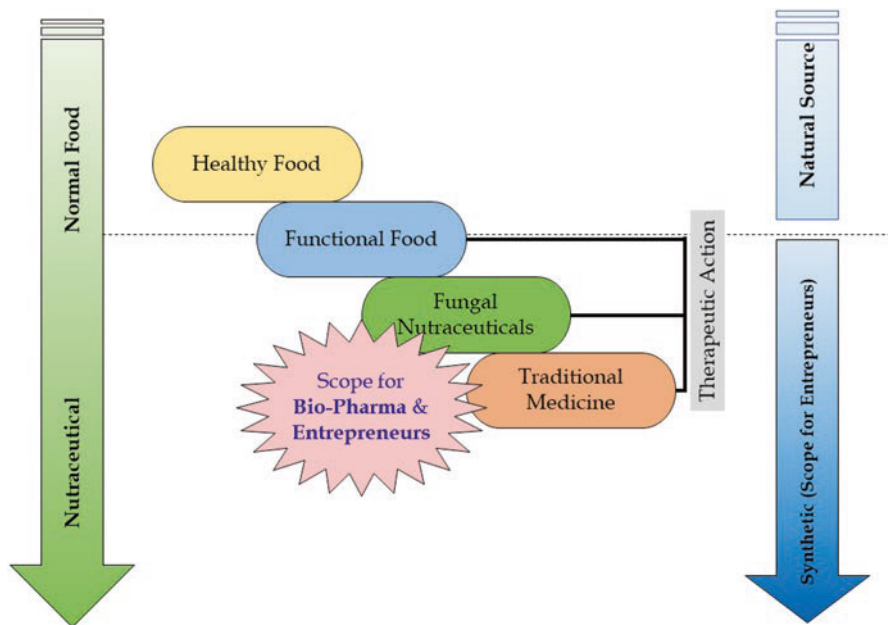 Normal Food
Nutraceutical
Healthy Food
Functional Food
Fungal
Nutraceuticals
Scope for
Bio-Pharma &
Entrepreneurs
Traditional
Medicine
Therapeutic Action
Natural Source
Synthetic (Scope for Entrepreneurs)